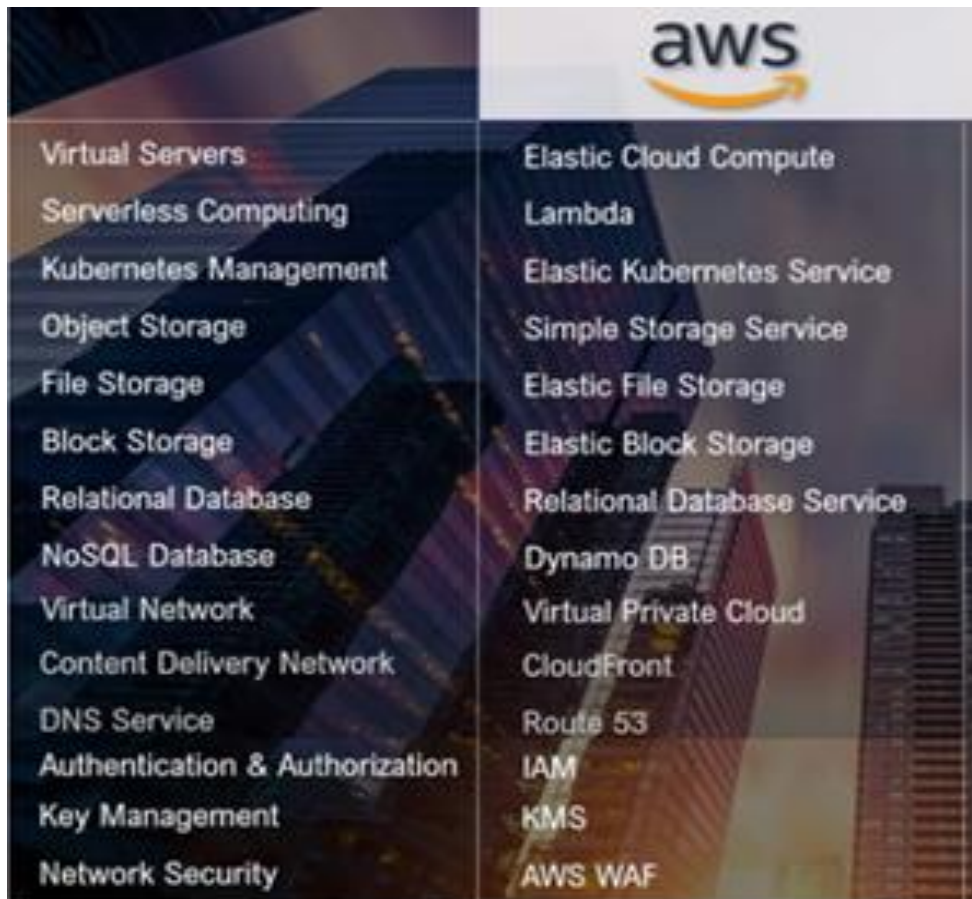 aws
Virtual Servers Elastic Cloud Compute
Serverless Computing Lambda
Kubernetes Management Elastic Kubernetes Service
Object Storage Simple Storage Service
File Storage Elastic File Storage
Block Storage Elastic Block Storage
Relational Database Relational Database Service
NoSQL Database Dynamo DB
Virtual Network Virtual Private Cloud
Content Delivery Network CloudFront
DNS Service Route 53
Authentication & Authorization IAM
Key Management KMS
Network Security AWS WAF